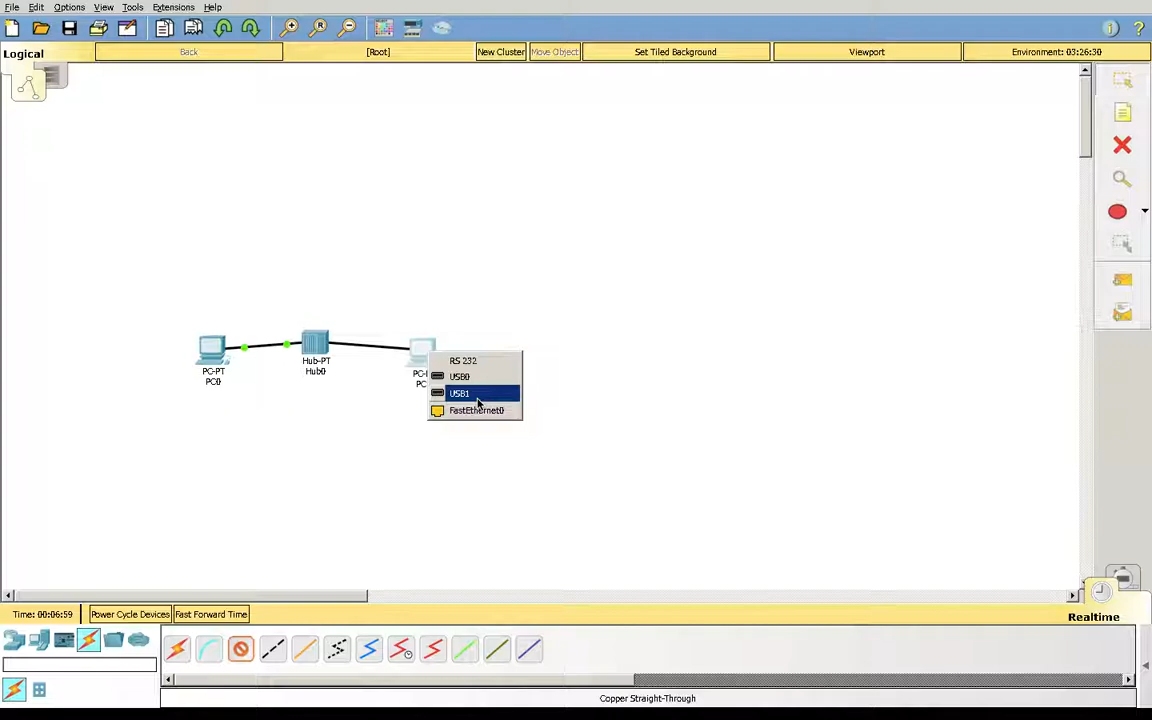 File Edit Options View Tools Extensions Help
Logical Back [Root] New Cluster Move Object Set Tiled Background Viewport Environment: 03:26:30
RS 232
USB0
USB1
FastEthernet0
PC-PT
PC0
Hub-PT
Hub0
PC
Time: 00:06:59 Power Cycle Devices Fast Forward Time Realtime
Copper Straight-Through